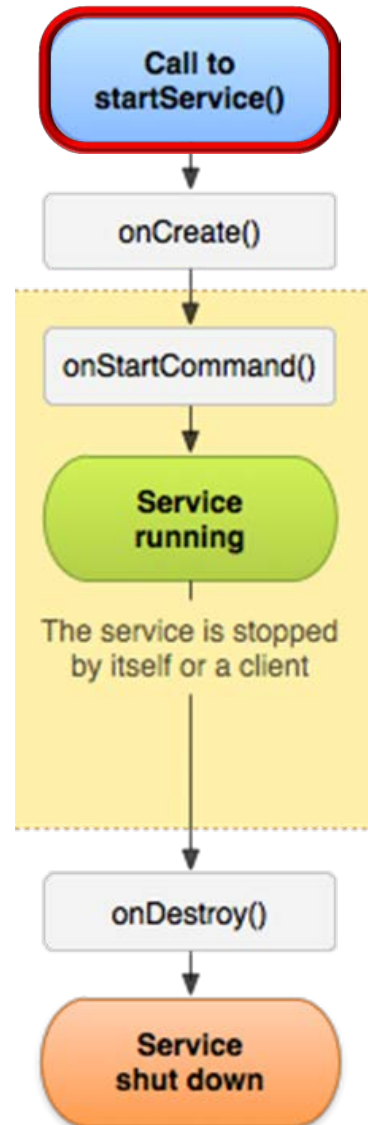 Call to
startService()
onCreate()
onStartCommand()
Service
running
The service is stopped
by itself or a client
onDestroy()
Service
shut down